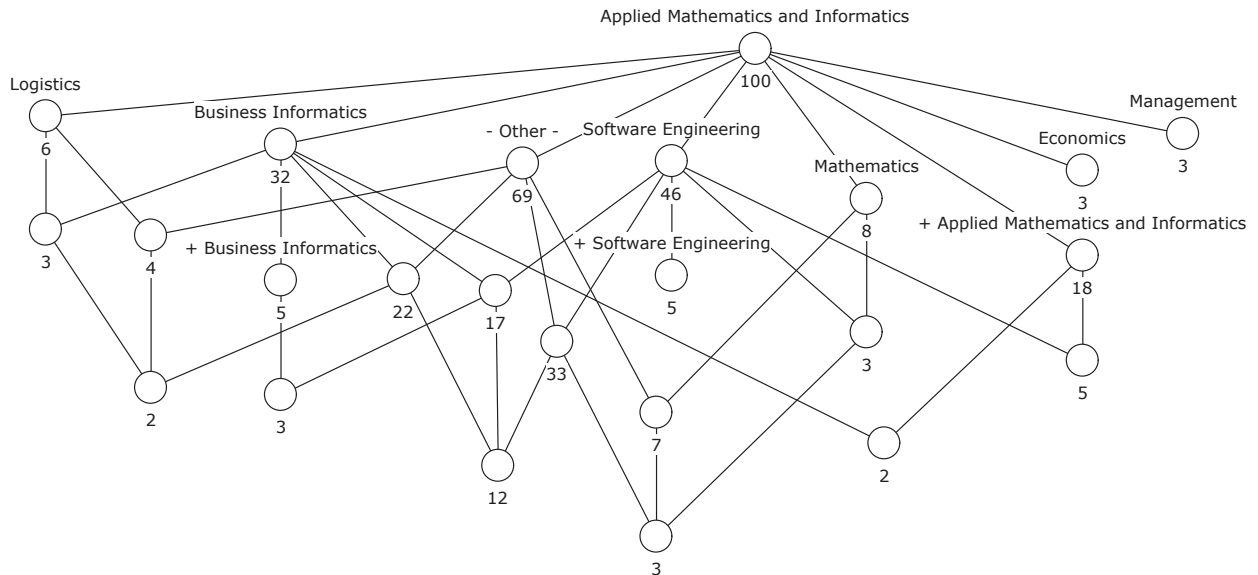 Applied Mathematics and Informatics
100
Logistics
6
Business Informatics
32
- Other -
69
Software Engineering
46
Mathematics
8
Economics
3
Management
3
+ Applied Mathematics and Informatics
18
3
4
+ Business Informatics
5
22
17
33
+ Software Engineering
5
3
5
2
3
12
7
2
3